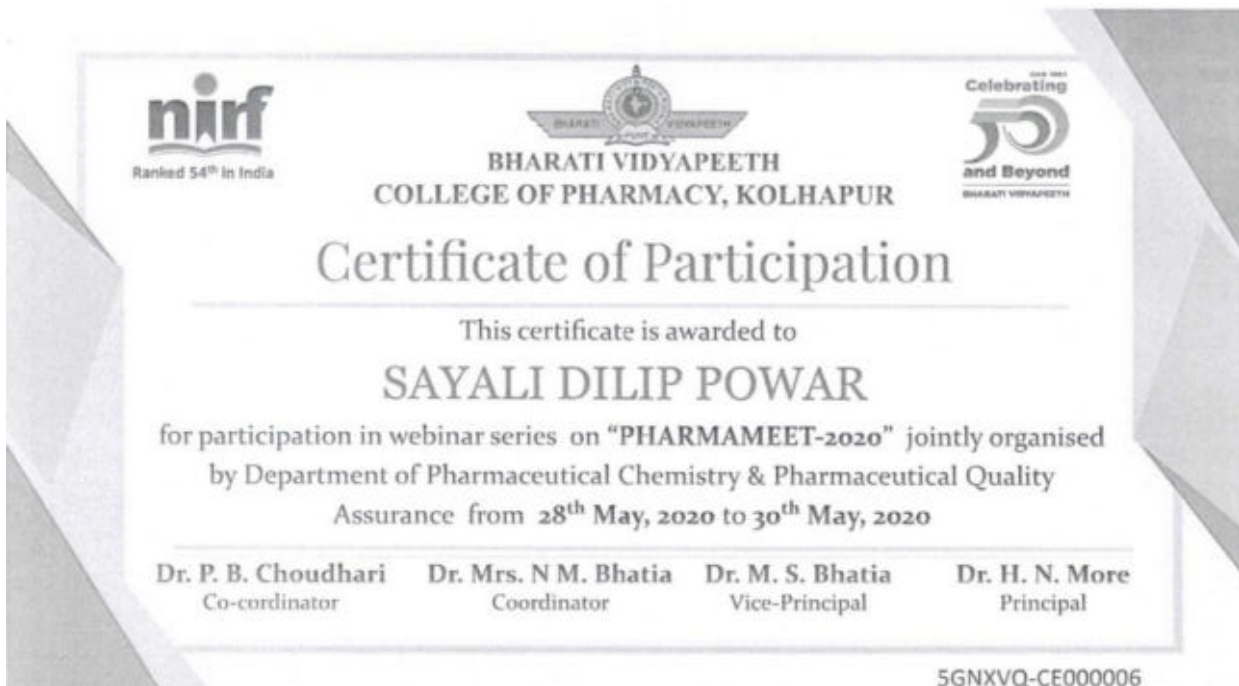 nirf
Ranked 54th in India
BHARATI VIDYAPEETH
Celebrating
50
and Beyond
BHARATI VIDYAPEETH
BHARATI VIDYAPEETH
COLLEGE OF PHARMACY, KOLHAPUR
Certificate of Participation
This certificate is awarded to
SAYALI DILIP POWAR
for participation in webinar series on “PHARMAMEET-2020” jointly organised
by Department of Pharmaceutical Chemistry & Pharmaceutical Quality
Assurance from 28th May, 2020 to 30th May, 2020
Dr. P. B. Choudhari Dr. Mrs. N M. Bhatia Dr. M. S. Bhatia Dr. H. N. More
Co-cordinator Coordinator Vice-Principal Principal
5GNXVQ-CE000006